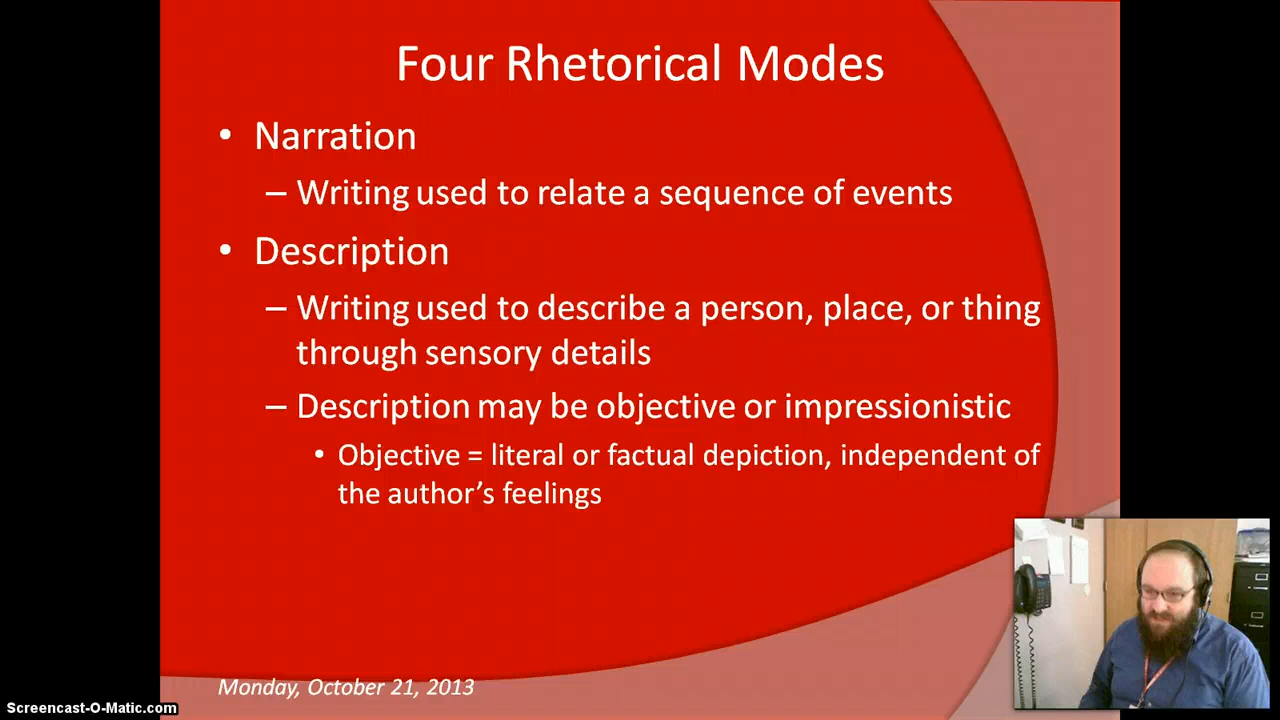 Four Rhetorical Modes
• Narration
– Writing used to relate a sequence of events
• Description
– Writing used to describe a person, place, or thing
through sensory details
– Description may be objective or impressionistic
• Objective = literal or factual depiction, independent of
the author’s feelings
Monday, October 21, 2013
Screencast-O-Matic.com